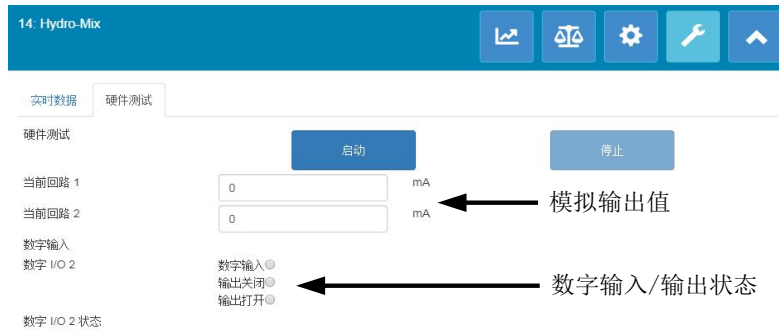 14: Hydro-Mix
实时数据 硬件测试
硬件测试 启动 停止
当前回路 1 0 mA
模拟输出值
当前回路 2 0 mA
数字输入
数字 I/O 2 数字输入
输出关闭 数字输入/输出状态
输出打开
数字 I/O 2 状态